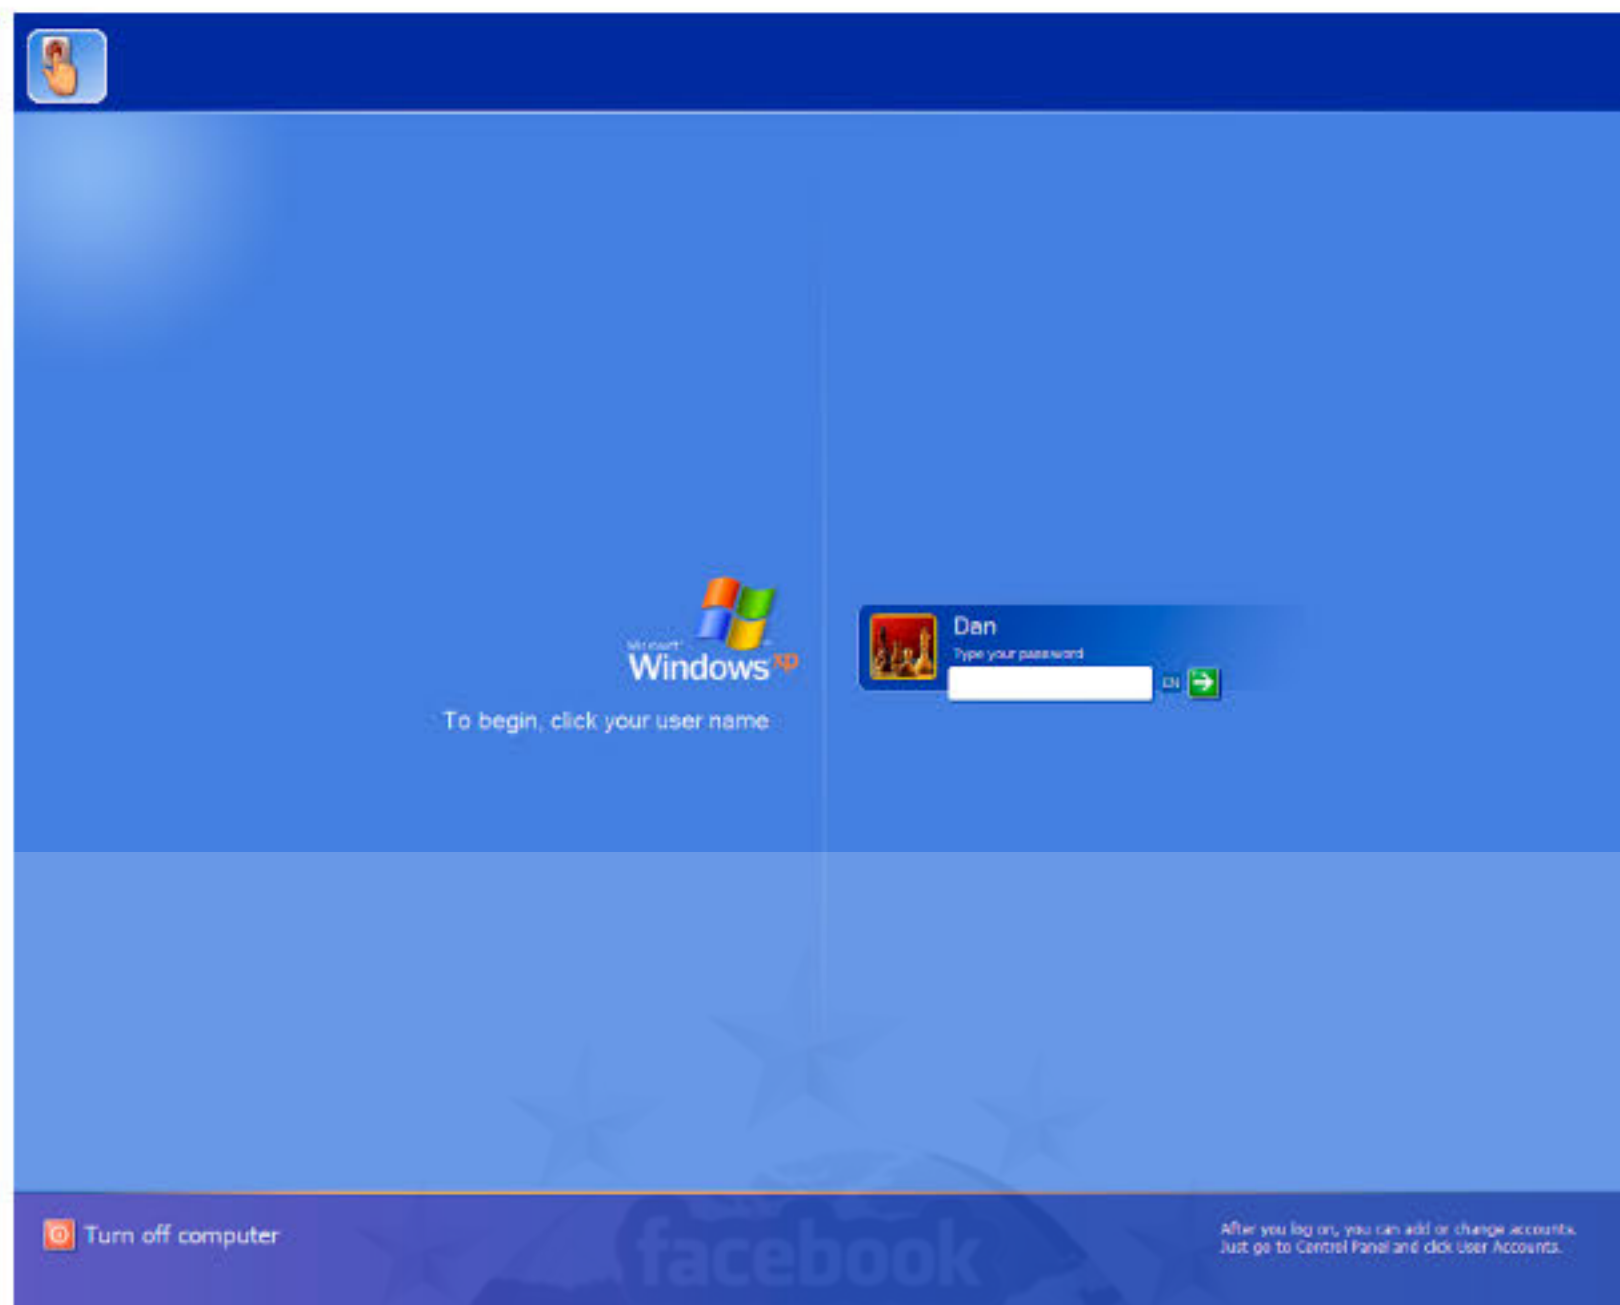 Microsoft
Windows xp
To begin, click your user name
Dan
Type your password
EN
Turn off computer
After you log on, you can add or change accounts.
Just go to Control Panel and click User Accounts.
facebook